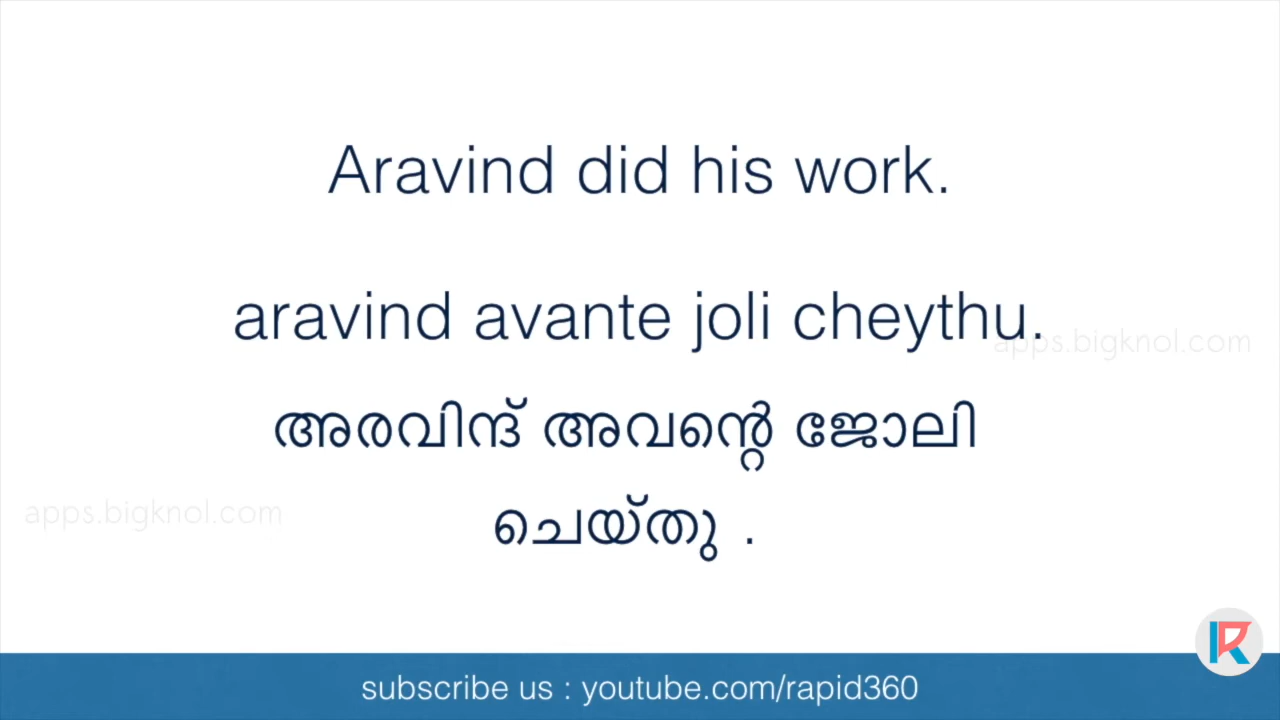 Aravind did his work.
aravind avante joli cheythu.
apps.bigknol.com
അരവിന്ദ് അവന്റെ ജോലി
ചെയ്തു .
apps.bigknol.com
subscribe us : youtube.com/rapid360